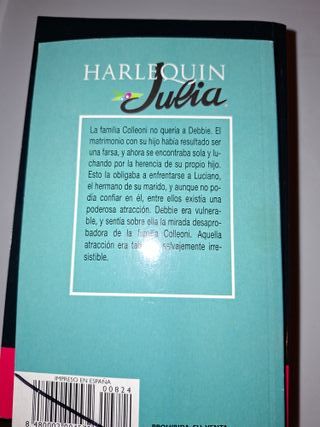 HARLEQUIN
Julia
La familia Colleoni no quería a Debbie. El
matrimonio con su hijo había resultado ser
una farsa, y ahora se encontraba sola y lu-
chando por la herencia de su propio hijo.
Esto la obligaba a enfrentarse a Luciano,
el hermano de su marido, y aunque no po-
día confiar en él, entre ellos existía una
poderosa atracción. Debbie era vulnera-
ble, y sentía sobre ella la mirada desapro-
badora de la familia Colleoni. Aquella
atracción era salvajemente irre-
sistible.
IMPRESO EN ESPAÑA
00824
PROHIBIDA SU VENTA